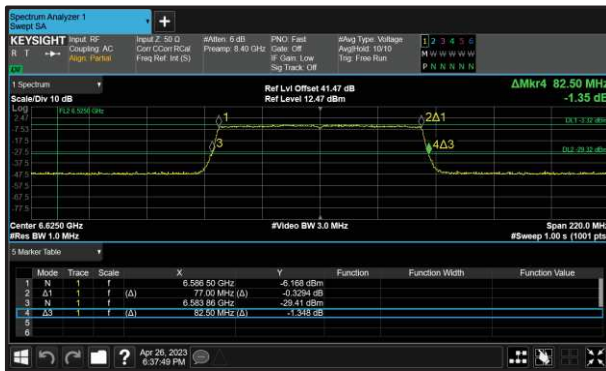 Spectrum Analyzer 1
Swept SA
+
KEYSIGHT Input: RF Input Z: 50 Ω #Atten: 6 dB PNO: Fast #Avg Type: Voltage 1 2 3 4 5 6
R T Coupling: AC Corr CCorr RCal Preamp: 8.40 GHz Gate: Off Avg|Hold: 10/10 M W W W W W
Align: Partial Freq Ref: Int (S) IF Gain: Low Trig: Free Run
Sig Track: Off P N N N N N
1 Spectrum Ref Lvl Offset 41.47 dB ΔMkr4 82.50 MHz
Scale/Div 10 dB Ref Level 12.47 dBm -1.35 dB
Log
2.47
-7.53
-17.5
-27.5
-37.5
-47.5
-57.5
-67.5
-77.5
1
2Δ1
3
4Δ3
DL2 -29.32 dBm
Center 6.6250 GHz #Video BW 3.0 MHz Span 220.0 MHz
#Res BW 1.0 MHz #Sweep 1.00 s (1001 pts)
5 Marker Table
Mode Trace Scale X Y Function Function Width Function Value
1 N 1 f 6.586 50 GHz -6.168 dBm
2 Δ1 1 f (Δ) 77.00 MHz (Δ) -0.3294 dB
3 N 1 f 6.583 86 GHz -29.41 dBm
4 Δ3 1 f (Δ) 82.50 MHz (Δ) -1.348 dB
5
6
? Apr 26, 2023
6:37:49 PM